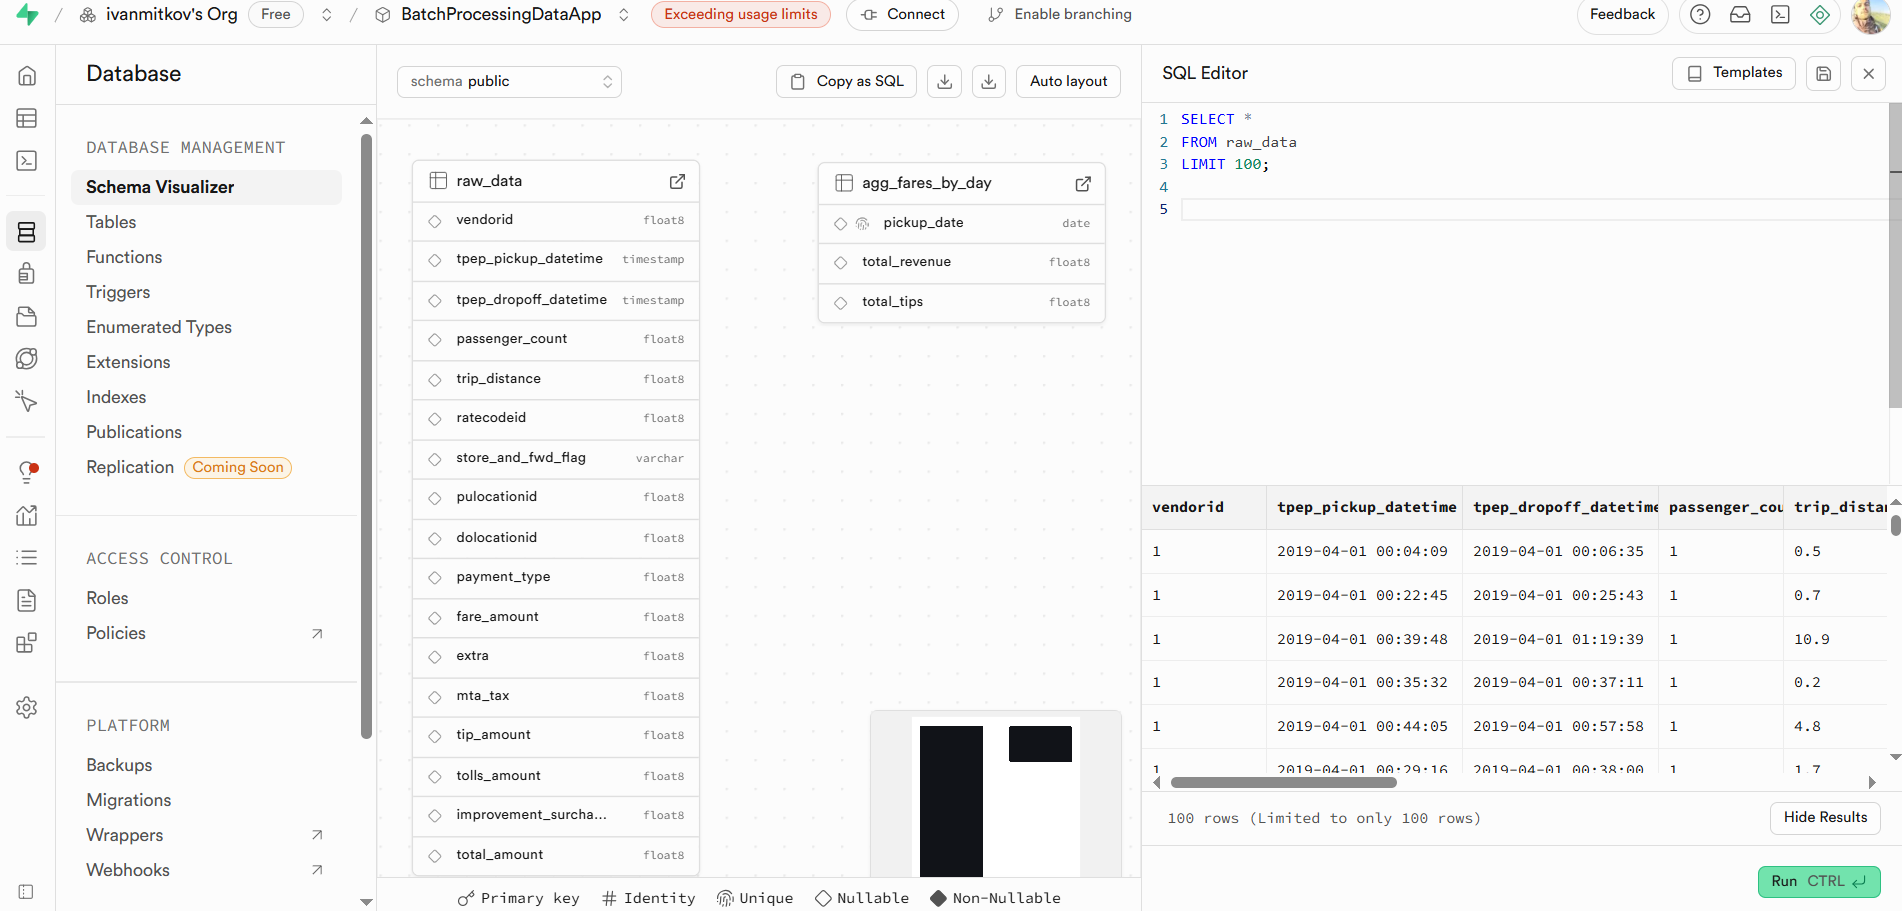 / ivanmitkov's Org Free / BatchProcessingDataApp Exceeding usage limits Connect Enable branching Feedback
Database
DATABASE MANAGEMENT
Schema Visualizer
Tables
Functions
Triggers
Enumerated Types
Extensions
Indexes
Publications
Replication Coming Soon
ACCESS CONTROL
Roles
Policies
PLATFORM
Backups
Migrations
Wrappers
Webhooks
schema public
Copy as SQL
Auto layout
raw_data
vendorid float8
tpep_pickup_datetime timestamp
tpep_dropoff_datetime timestamp
passenger_count float8
trip_distance float8
ratecodeid float8
store_and_fwd_flag varchar
pulocationid float8
dolocationid float8
payment_type float8
fare_amount float8
extra float8
mta_tax float8
tip_amount float8
tolls_amount float8
improvement_surcha... float8
total_amount float8
agg_fares_by_day
pickup_date date
total_revenue float8
total_tips float8
Primary key # Identity Unique Nullable Non-Nullable
SQL Editor
Templates
1 SELECT *
2 FROM raw_data
3 LIMIT 100;
4
5
vendorid tpep_pickup_datetime tpep_dropoff_datetime passenger_cou trip_distan
1 2019-04-01 00:04:09 2019-04-01 00:06:35 1 0.5
1 2019-04-01 00:22:45 2019-04-01 00:25:43 1 0.7
1 2019-04-01 00:39:48 2019-04-01 01:19:39 1 10.9
1 2019-04-01 00:35:32 2019-04-01 00:37:11 1 0.2
1 2019-04-01 00:44:05 2019-04-01 00:57:58 1 4.8
1 2019-04-01 00:29:16 2019-04-01 00:38:00 1 1.7
100 rows (Limited to only 100 rows)
Hide Results
Run CTRL